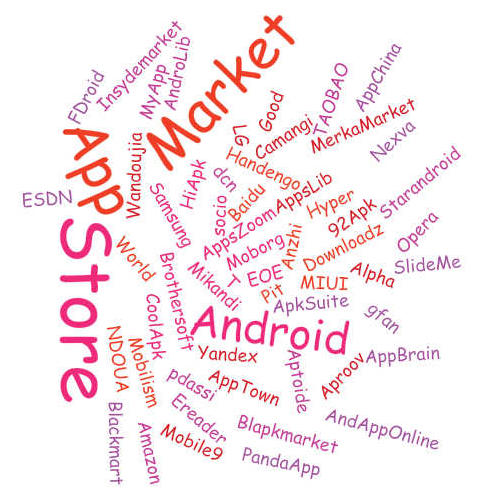 Market
Insydemarket
FDroid
MyApp
AndroLib
AppChina
TAOBAO
Good
LG
Camangi
MerkaMarket
Nexva
App
Wandoujia
HiApk
dcn
Handengo
ESDN
Samsung
socio
Baidu
AppsLib
Hyper
Starandroid
AppsZoom
92Apk
Store
World
Moborg
Anzhi
Downloadz
Opera
Brothersoft
Mikandi
T
EOE
Pit
MIUI
Alpha
SlideMe
CoolApk
ApkSuite
gfan
Android
NDOUA
Mobilism
Yandex
Aptoide
Aproov
AppBrain
pdassi
AppTown
Blackmart
Amazon
Ereader
Mobile9
Blapkmarket
AndAppOnline
PandaApp